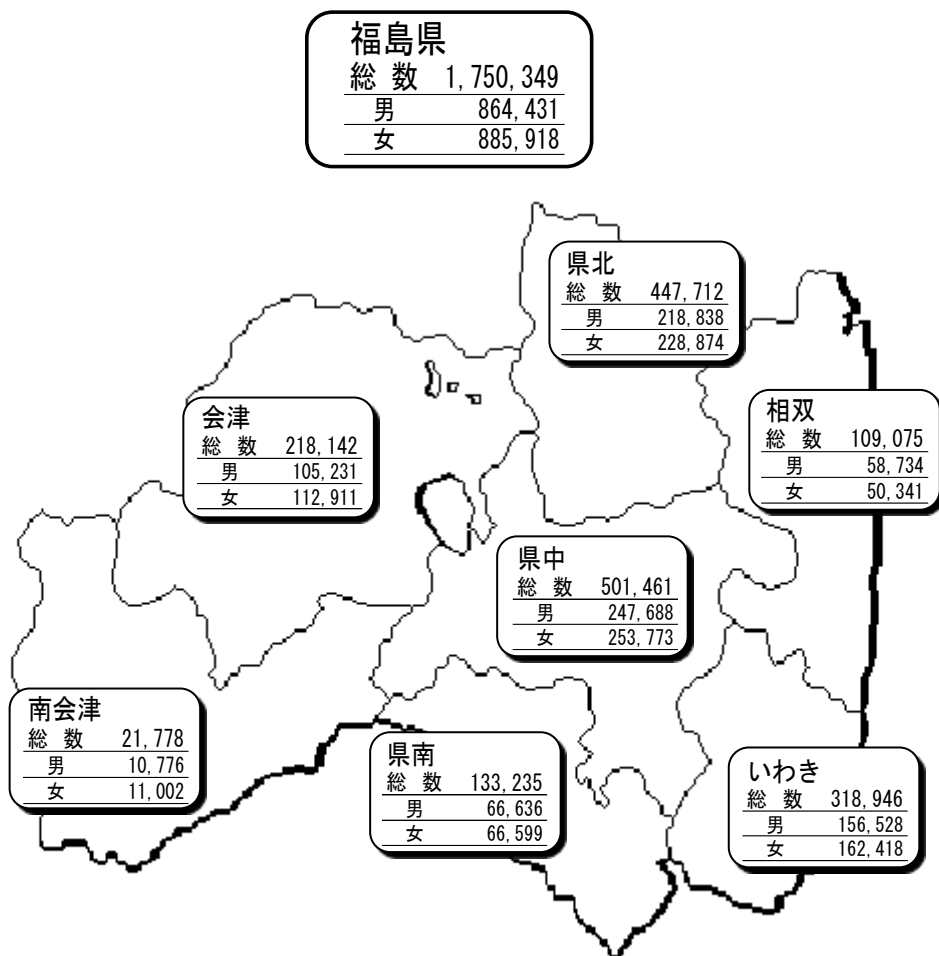 福島県
総数 1,750,349
男 864,431
女 885,918
県北
総数 447,712
男 218,838
女 228,874
会津
総数 218,142
男 105,231
女 112,911
相双
総数 109,075
男 58,734
女 50,341
県中
総数 501,461
男 247,688
女 253,773
南会津
総数 21,778
男 10,776
女 11,002
県南
総数 133,235
男 66,636
女 66,599
いわき
総数 318,946
男 156,528
女 162,418